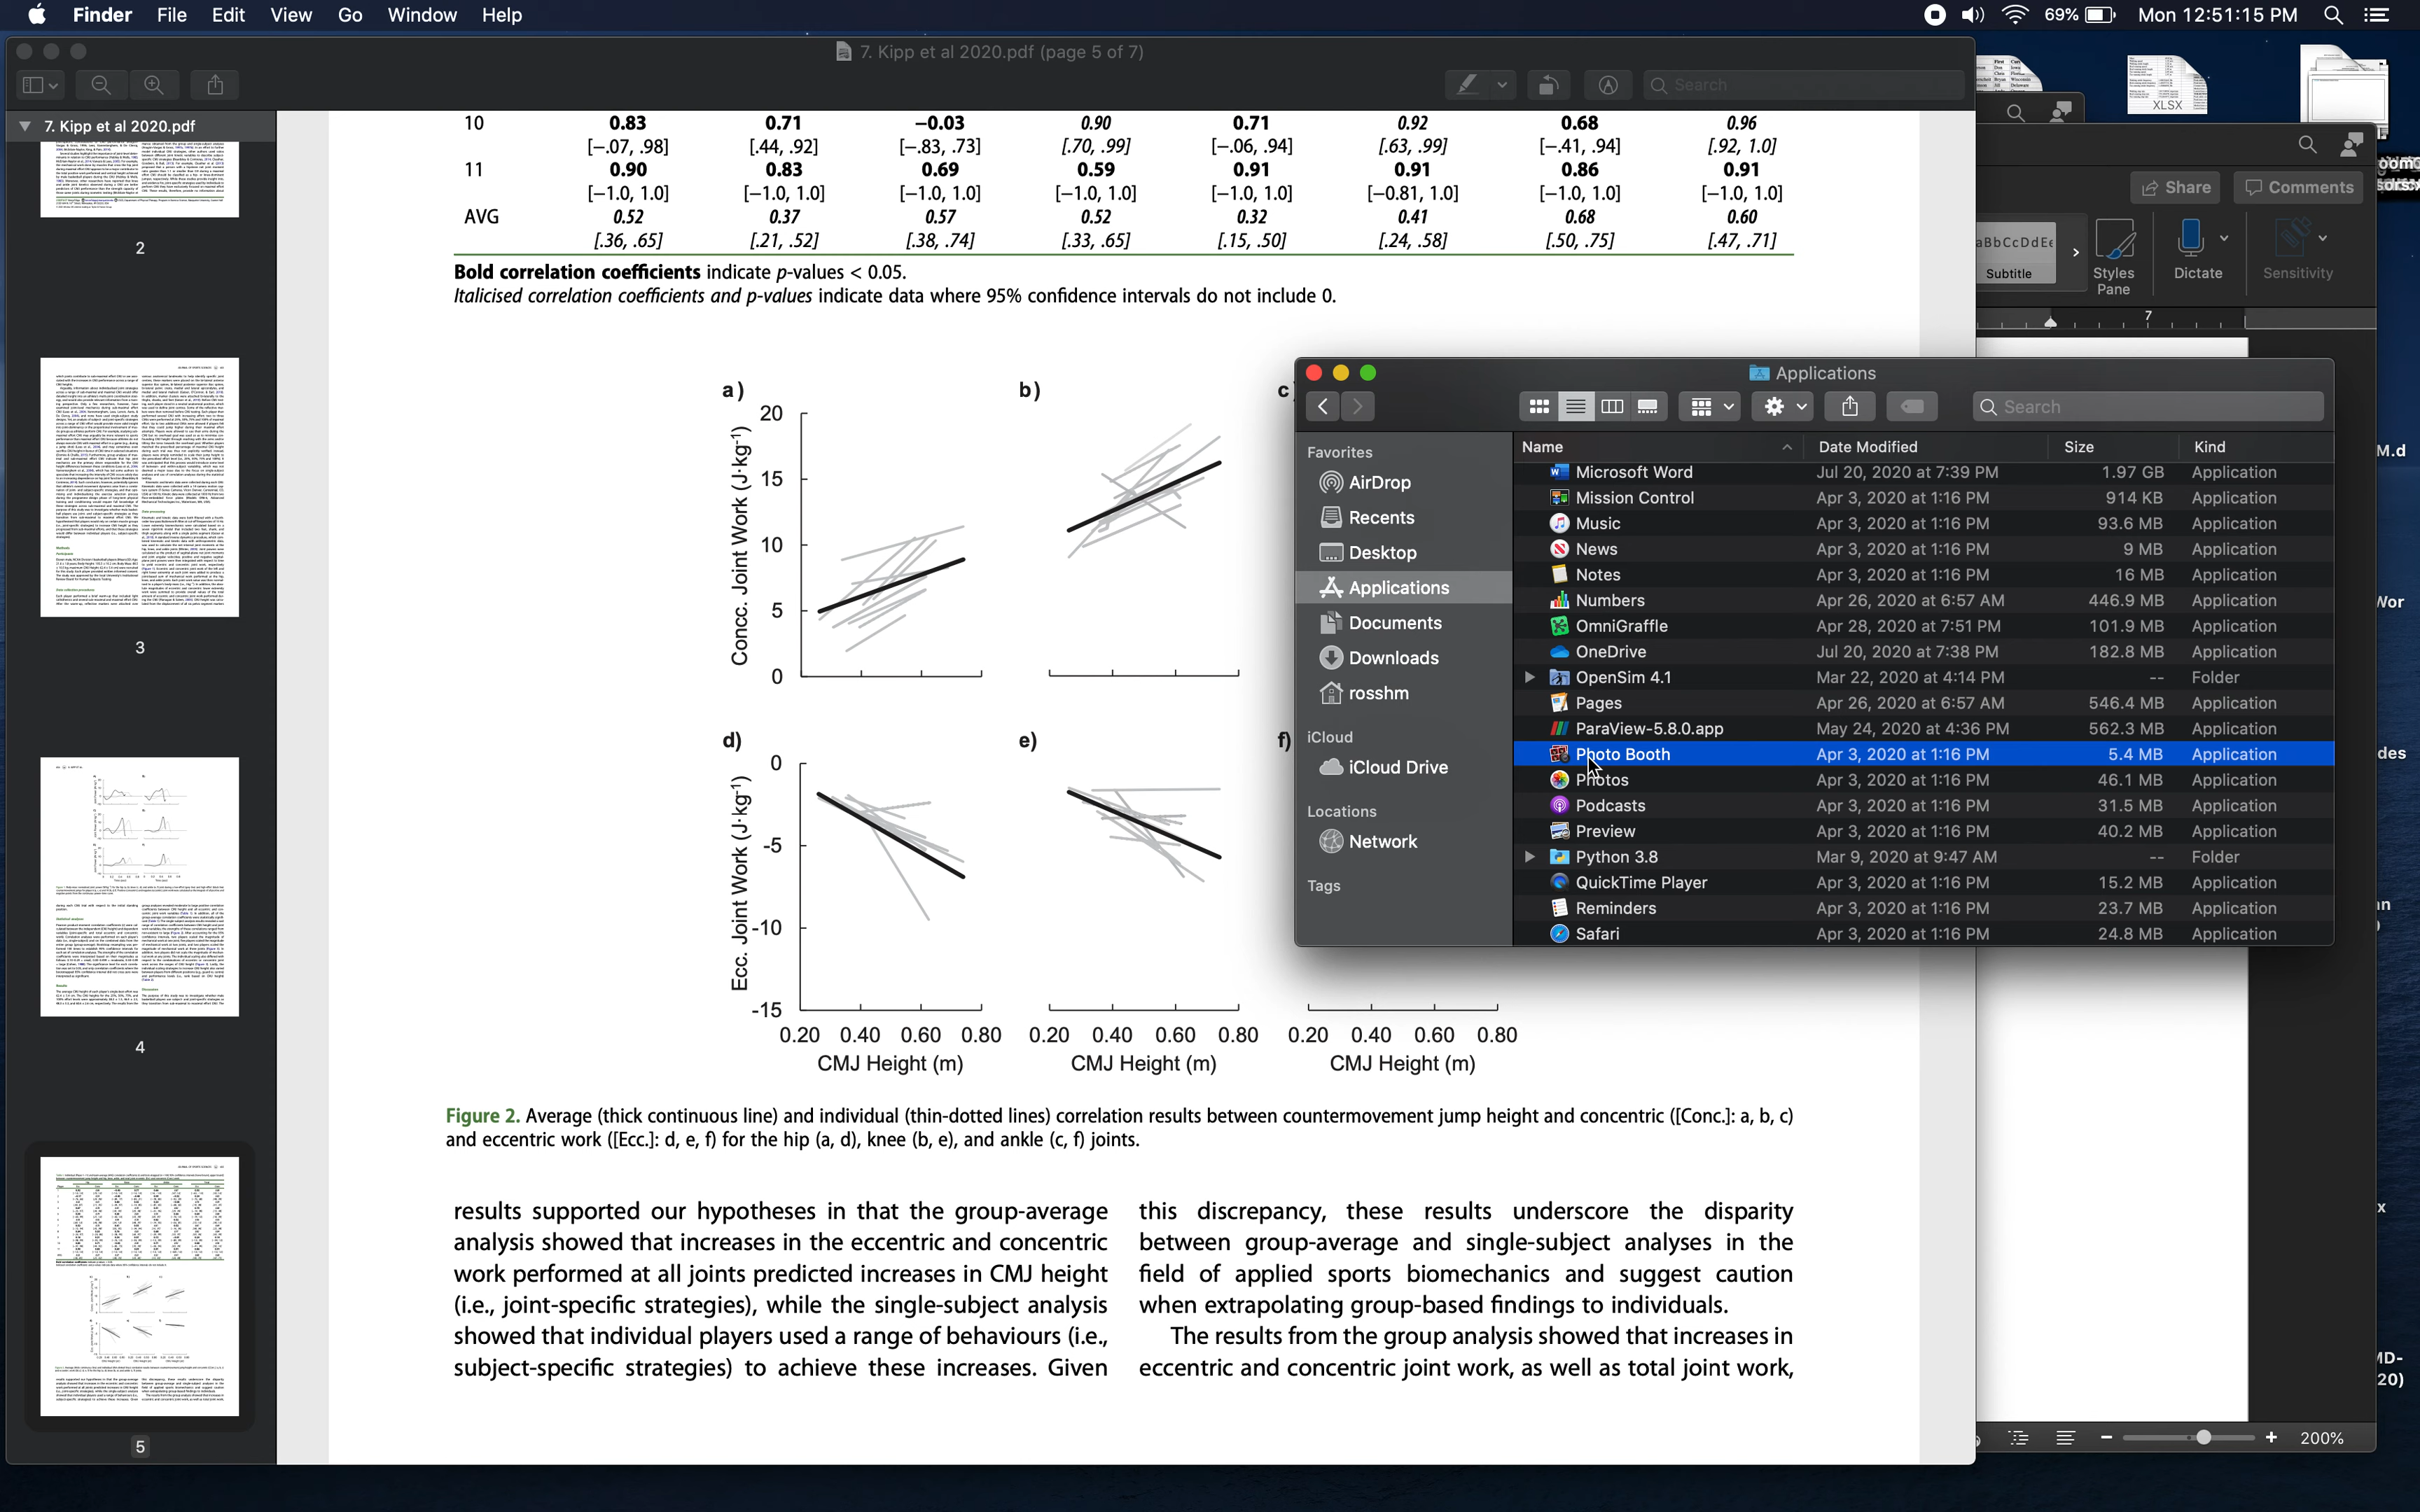 Finder File Edit View Go Window Help
69% Mon 12:51:15 PM
7. Kipp et al 2020.pdf (page 5 of 7)
Search
7. Kipp et al 2020.pdf
2
3
4
5
10 0.83 0.71 −0.03 0.90 0.71 0.92 0.68 0.96
[−.07, .98] [.44, .92] [−.83, .73] [.70, .99] [−.06, .94] [.63, .99] [−.41, .94] [.92, 1.0]
11 0.90 0.83 0.69 0.59 0.91 0.91 0.86 0.91
[−1.0, 1.0] [−1.0, 1.0] [−1.0, 1.0] [−1.0, 1.0] [−1.0, 1.0] [−0.81, 1.0] [−1.0, 1.0] [−1.0, 1.0]
AVG 0.52 0.37 0.57 0.52 0.32 0.41 0.68 0.60
[.36, .65] [.21, .52] [.38, .74] [.33, .65] [.15, .50] [.24, .58] [.50, .75] [.47, .71]
Bold correlation coefficients indicate p-values < 0.05.
Italicised correlation coefficients and p-values indicate data where 95% confidence intervals do not include 0.
a) b) c)
Concc. Joint Work (J·kg⁻¹)
20
15
10
5
0
d) e) f)
Ecc. Joint Work (J·kg⁻¹)
0
-5
-10
-15
0.20 0.40 0.60 0.80 0.20 0.40 0.60 0.80 0.20 0.40 0.60 0.80
CMJ Height (m) CMJ Height (m) CMJ Height (m)
Figure 2. Average (thick continuous line) and individual (thin-dotted lines) correlation results between countermovement jump height and concentric ([Conc.]: a, b, c)
and eccentric work ([Ecc.]: d, e, f) for the hip (a, d), knee (b, e), and ankle (c, f) joints.
results supported our hypotheses in that the group-average
analysis showed that increases in the eccentric and concentric
work performed at all joints predicted increases in CMJ height
(i.e., joint-specific strategies), while the single-subject analysis
showed that individual players used a range of behaviours (i.e.,
subject-specific strategies) to achieve these increases. Given
this discrepancy, these results underscore the disparity
between group-average and single-subject analyses in the
field of applied sports biomechanics and suggest caution
when extrapolating group-based findings to individuals.
The results from the group analysis showed that increases in
eccentric and concentric joint work, as well as total joint work,
Applications
Search
Favorites
AirDrop
Recents
Desktop
Applications
Documents
Downloads
rosshm
iCloud
iCloud Drive
Locations
Network
Tags
Name Date Modified Size Kind
Microsoft Word Jul 20, 2020 at 7:39 PM 1.97 GB Application
Mission Control Apr 3, 2020 at 1:16 PM 914 KB Application
Music Apr 3, 2020 at 1:16 PM 93.6 MB Application
News Apr 3, 2020 at 1:16 PM 9 MB Application
Notes Apr 3, 2020 at 1:16 PM 16 MB Application
Numbers Apr 26, 2020 at 6:57 AM 446.9 MB Application
OmniGraffle Apr 28, 2020 at 7:51 PM 101.9 MB Application
OneDrive Jul 20, 2020 at 7:38 PM 182.8 MB Application
OpenSim 4.1 Mar 22, 2020 at 4:14 PM -- Folder
Pages Apr 26, 2020 at 6:57 AM 546.4 MB Application
ParaView-5.8.0.app May 24, 2020 at 4:36 PM 562.3 MB Application
Photo Booth Apr 3, 2020 at 1:16 PM 5.4 MB Application
Photos Apr 3, 2020 at 1:16 PM 46.1 MB Application
Podcasts Apr 3, 2020 at 1:16 PM 31.5 MB Application
Preview Apr 3, 2020 at 1:16 PM 40.2 MB Application
Python 3.8 Mar 9, 2020 at 9:47 AM -- Folder
QuickTime Player Apr 3, 2020 at 1:16 PM 15.2 MB Application
Reminders Apr 3, 2020 at 1:16 PM 23.7 MB Application
Safari Apr 3, 2020 at 1:16 PM 24.8 MB Application
XLSX
Share Comments
Subtitle
Styles
Pane
Dictate
Sensitivity
7
M.d
des
x
20)
200%